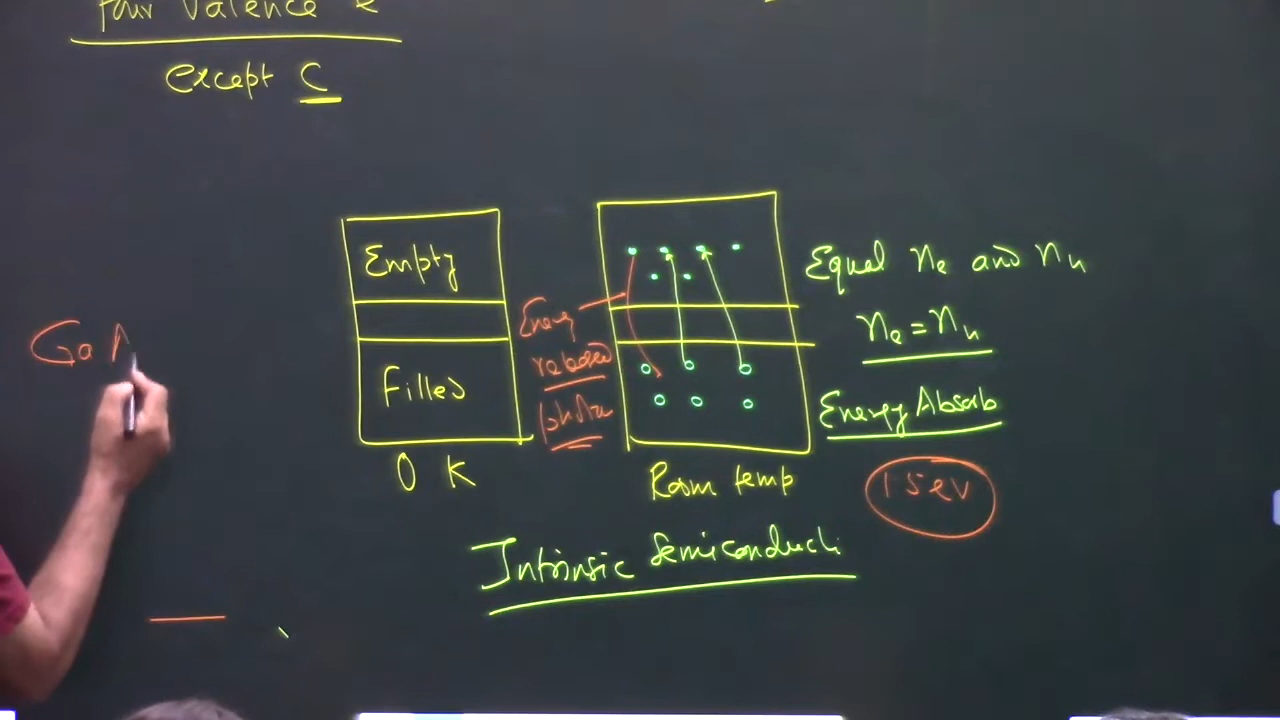 four valence e
except C
Empty
Filled
0 K
Energy
released
photon
Room temp
Equal ne and nh
ne = nh
Energy Absorb
1.5 eV
Intrinsic Semiconducti
Ga A